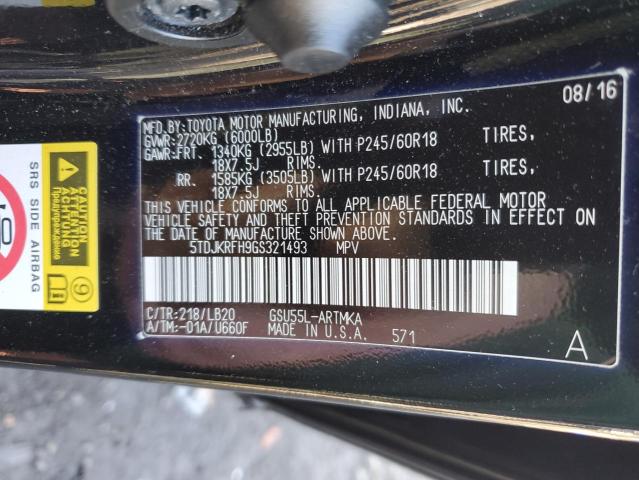 08/16
MFD.BY:TOYOTA MOTOR MANUFACTURING, INDIANA, INC.
GVWR:2720KG (6000LB)
GAWR:FRT. 1340KG (2955LB) WITH P245/60R18 TIRES,
18X7.5J RIMS.
RR. 1585KG (3505LB) WITH P245/60R18 TIRES,
18X7.5J RIMS.
THIS VEHICLE CONFORMS TO ALL APPLICABLE FEDERAL MOTOR
VEHICLE SAFETY AND THEFT PREVENTION STANDARDS IN EFFECT ON
THE DATE OF MANUFACTURE SHOWN ABOVE.
5TDJKRFH9GS321493 MPV
C/TR:218/LB20 GSU55L-ARTMKA
A/TM:-01A/U660F MADE IN U.S.A. 571
A
SRS SIDE AIRBAG
CAUTION
ATTENTION
ACHTUNG
Предупреждение
9